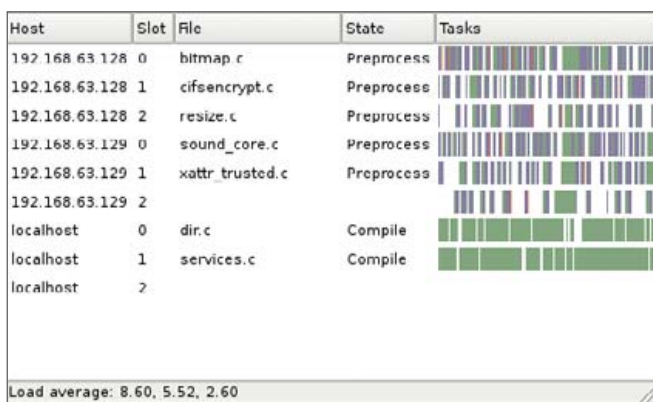 Host Slot File State Tasks
192.168.63.128 0 bitmap.c Preprocess
192.168.63.128 1 cifsencrypt.c Preprocess
192.168.63.128 2 resize.c Preprocess
192.168.63.129 0 sound_core.c Preprocess
192.168.63.129 1 xattr_trusted.c Preprocess
192.168.63.129 2
localhost 0 dir.c Compile
localhost 1 services.c Compile
localhost 2
Load average: 8.60, 5.52, 2.60